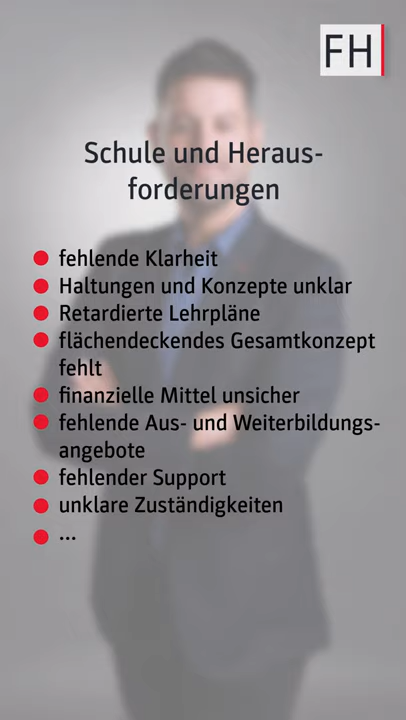 FH
Schule und Heraus-
forderungen
fehlende Klarheit
Haltungen und Konzepte unklar
Retardierte Lehrpläne
flächendeckendes Gesamtkonzept
fehlt
finanzielle Mittel unsicher
fehlende Aus- und Weiterbildungs-
angebote
fehlender Support
unklare Zuständigkeiten
...